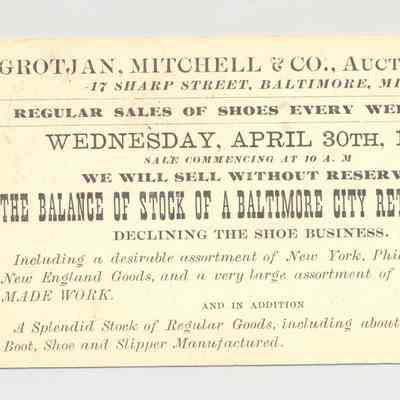 GROTJAN, MITCHELL & CO., AUCT
17 SHARP STREET, BALTIMORE, M
REGULAR SALES OF SHOES EVERY WE
WEDNESDAY, APRIL 30TH, 1
SALE COMMENCING AT 10 A. M
WE WILL SELL WITHOUT RESERV
THE BALANCE OF STOCK OF A BALTIMORE CITY RET
DECLINING THE SHOE BUSINESS.
Including a desirable assortment of New York, Phi
New England Goods, and a very large assortment of
MADE WORK.
AND IN ADDITION
A Splendid Stock of Regular Goods, including about
Boot, Shoe and Slipper Manufactured.